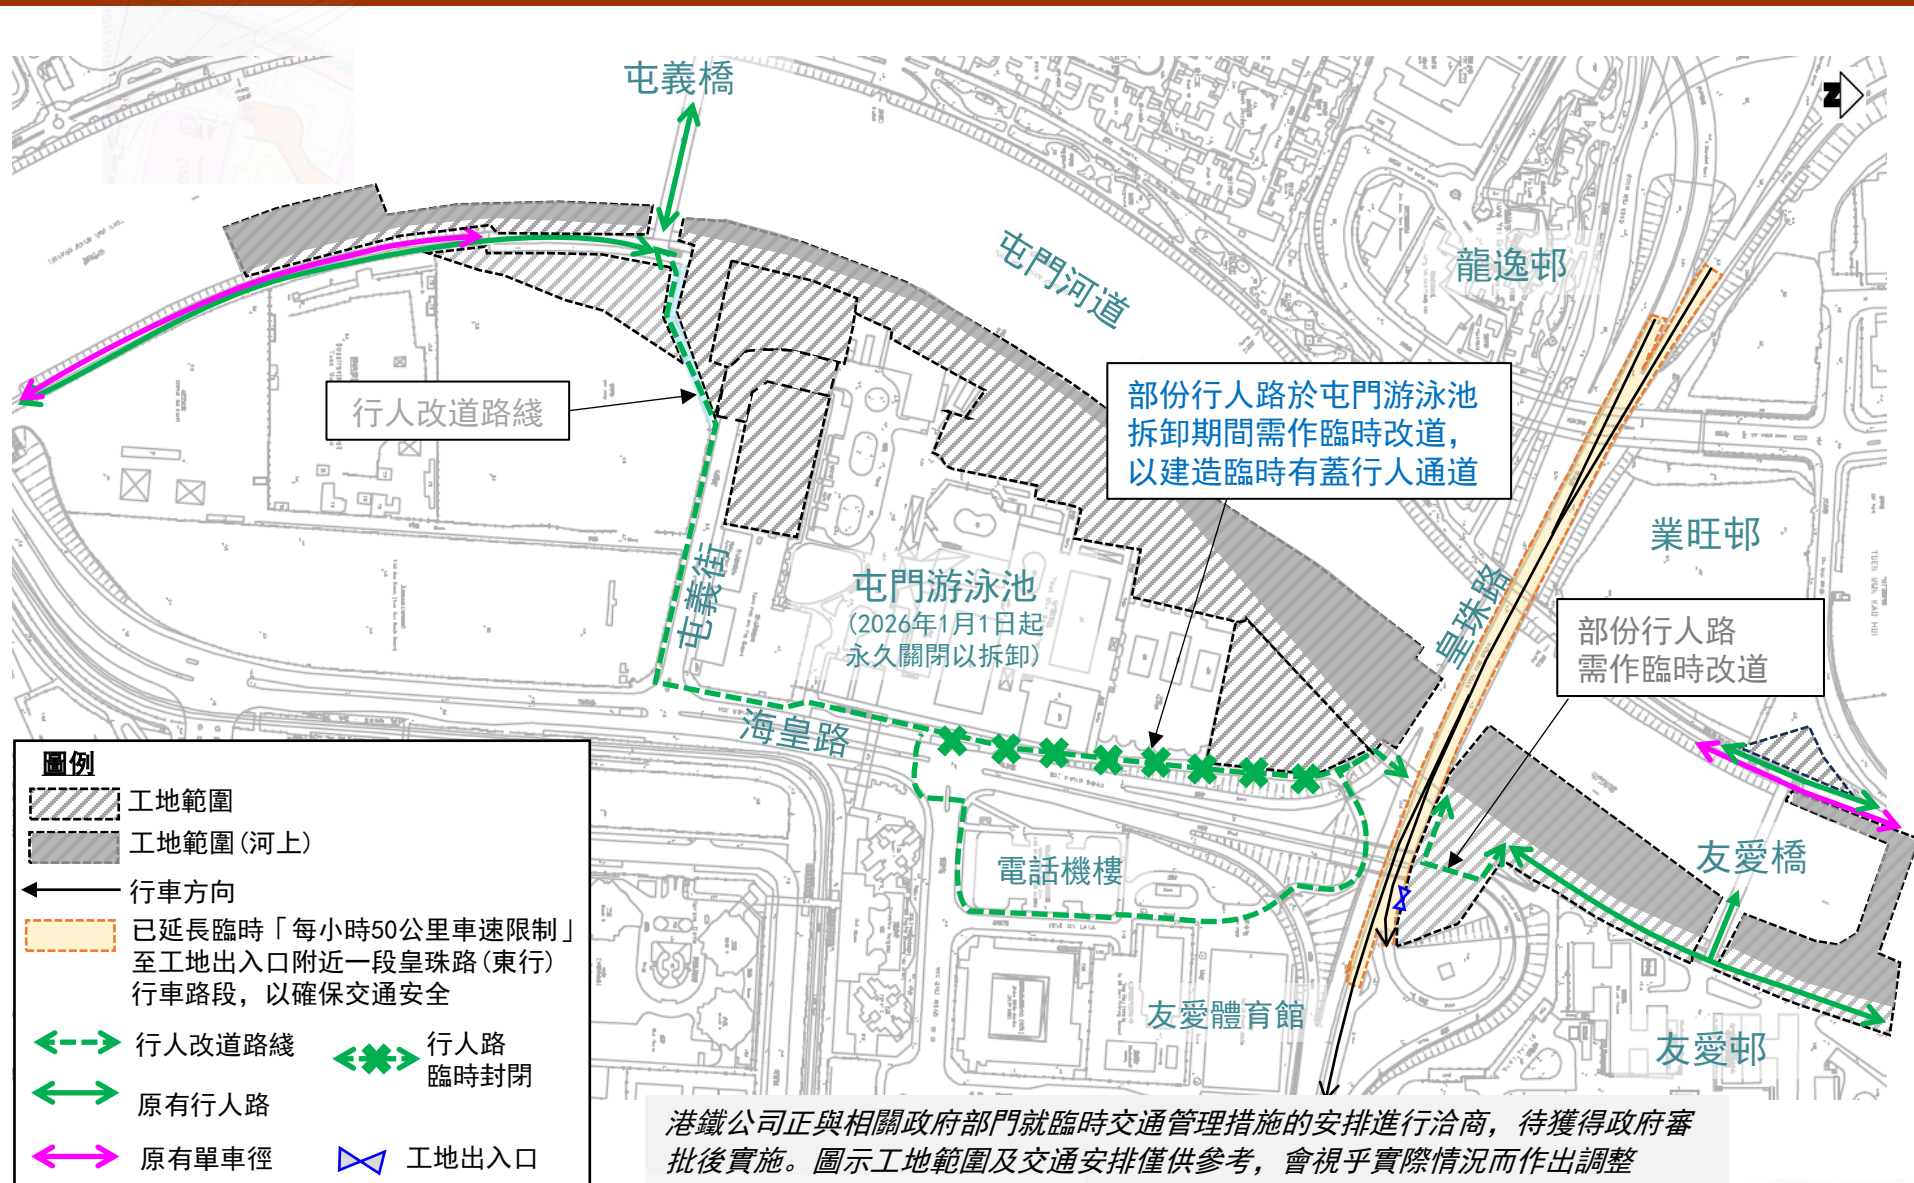 屯義橋
N
屯門河道
龍逸邨
行人改道路綫
部份行人路於屯門游泳池
拆卸期間需作臨時改道，
以建造臨時有蓋行人通道
業旺邨
屯義街
屯門游泳池
(2026年1月1日起
永久關閉以拆卸)
皇珠路
部份行人路
需作臨時改道
海皇路
電話機樓
友愛橋
友愛體育館
友愛邨
圖例
工地範圍
工地範圍(河上)
行車方向
已延長臨時「每小時50公里車速限制」
至工地出入口附近一段皇珠路(東行)
行車路段，以確保交通安全
行人改道路綫
行人路
臨時封閉
原有行人路
原有單車徑
工地出入口
港鐵公司正與相關政府部門就臨時交通管理措施的安排進行洽商，待獲得政府審
批後實施。圖示工地範圍及交通安排僅供參考，會視乎實際情況而作出調整